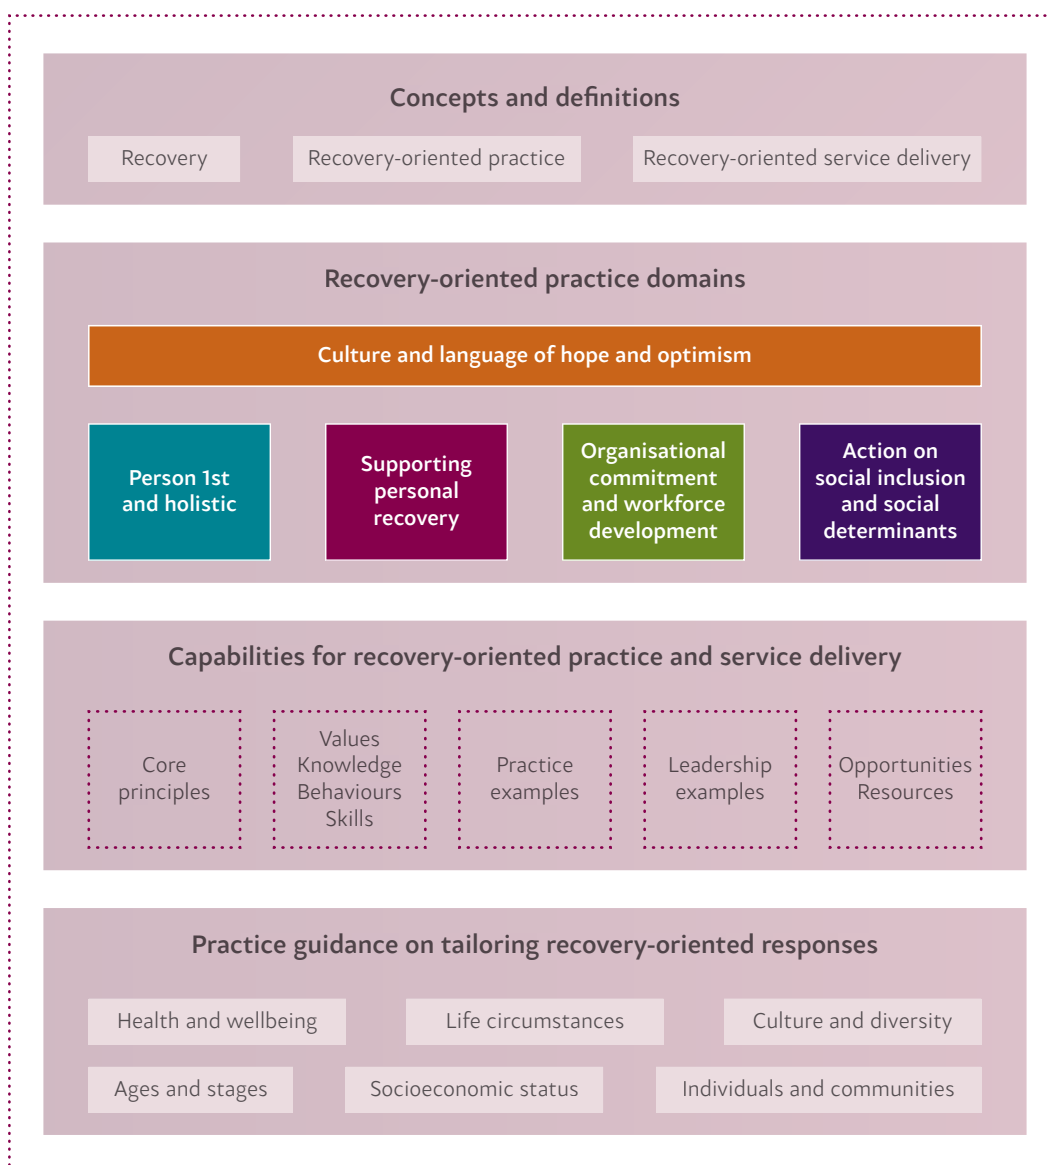 Concepts and definitions
Recovery
Recovery-oriented practice
Recovery-oriented service delivery
Recovery-oriented practice domains
Culture and language of hope and optimism
Person 1st
and holistic
Supporting
personal
recovery
Organisational
commitment
and workforce
development
Action on
social inclusion
and social
determinants
Capabilities for recovery-oriented practice and service delivery
Core
principles
Values
Knowledge
Behaviours
Skills
Practice
examples
Leadership
examples
Opportunities
Resources
Practice guidance on tailoring recovery-oriented responses
Health and wellbeing
Life circumstances
Culture and diversity
Ages and stages
Socioeconomic status
Individuals and communities